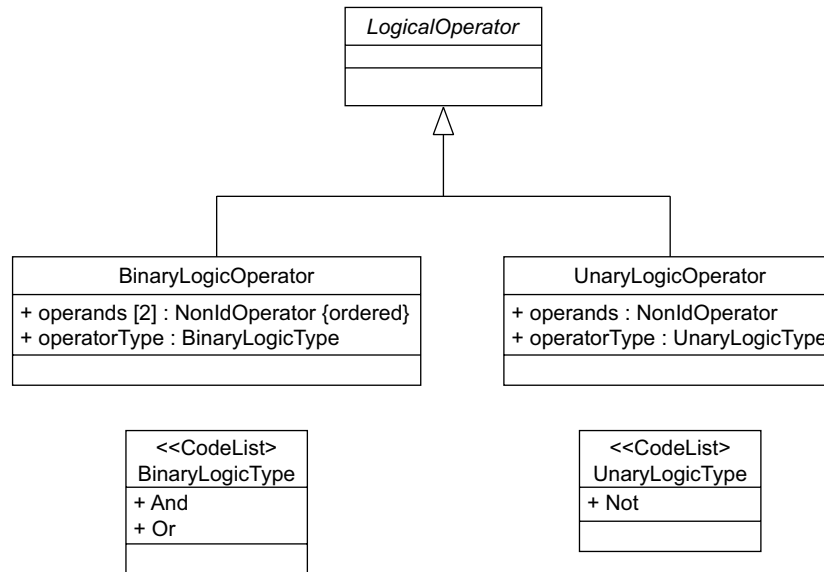 LogicalOperator
BinaryLogicOperator
+ operands [2] : NonIdOperator {ordered}
+ operatorType : BinaryLogicType
UnaryLogicOperator
+ operands : NonIdOperator
+ operatorType : UnaryLogicType
<<CodeList>
BinaryLogicType
+ And
+ Or
<<CodeList>
UnaryLogicType
+ Not